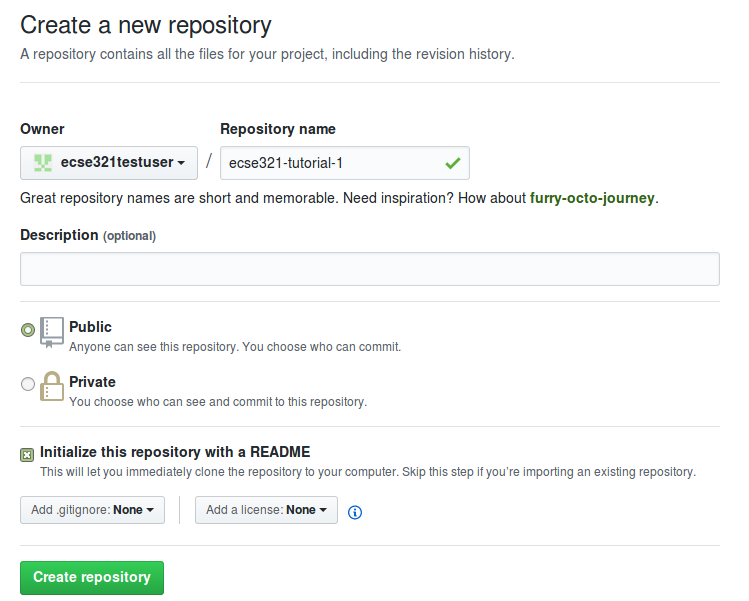 Create a new repository
A repository contains all the files for your project, including the revision history.
Owner
Repository name
ecse321testuser
/
ecse321-tutorial-1
Great repository names are short and memorable. Need inspiration? How about furry-octo-journey.
Description (optional)
Public
Anyone can see this repository. You choose who can commit.
Private
You choose who can see and commit to this repository.
Initialize this repository with a README
This will let you immediately clone the repository to your computer. Skip this step if you’re importing an existing repository.
Add .gitignore: None
Add a license: None
Create repository